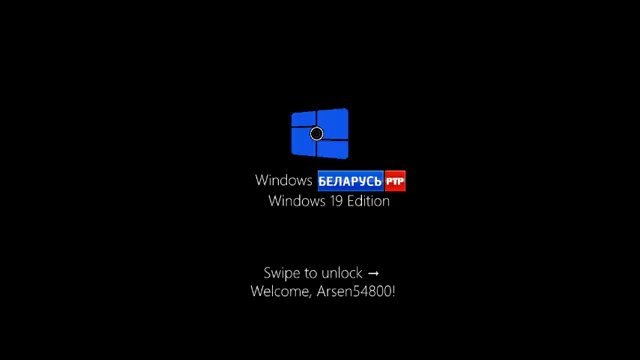 Windows БЕЛАРУСЬ РТР
Windows 19 Edition
Swipe to unlock →
Welcome, Arsen54800!